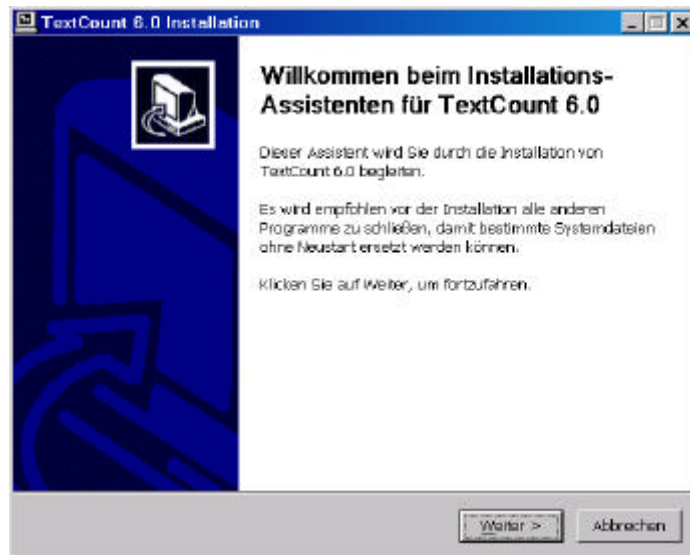 TextCount 6.0 Installation
Willkommen beim Installations-
Assistenten für TextCount 6.0
Dieser Assistent wird Sie durch die Installation von
TextCount 6.0 begleiten.
Es wird empfohlen vor der Installation alle anderen
Programme zu schließen, damit bestimmte Systemdateien
ohne Neustart ersetzt werden können.
Klicken Sie auf Weiter, um fortzufahren.
Weiter >
Abbrechen